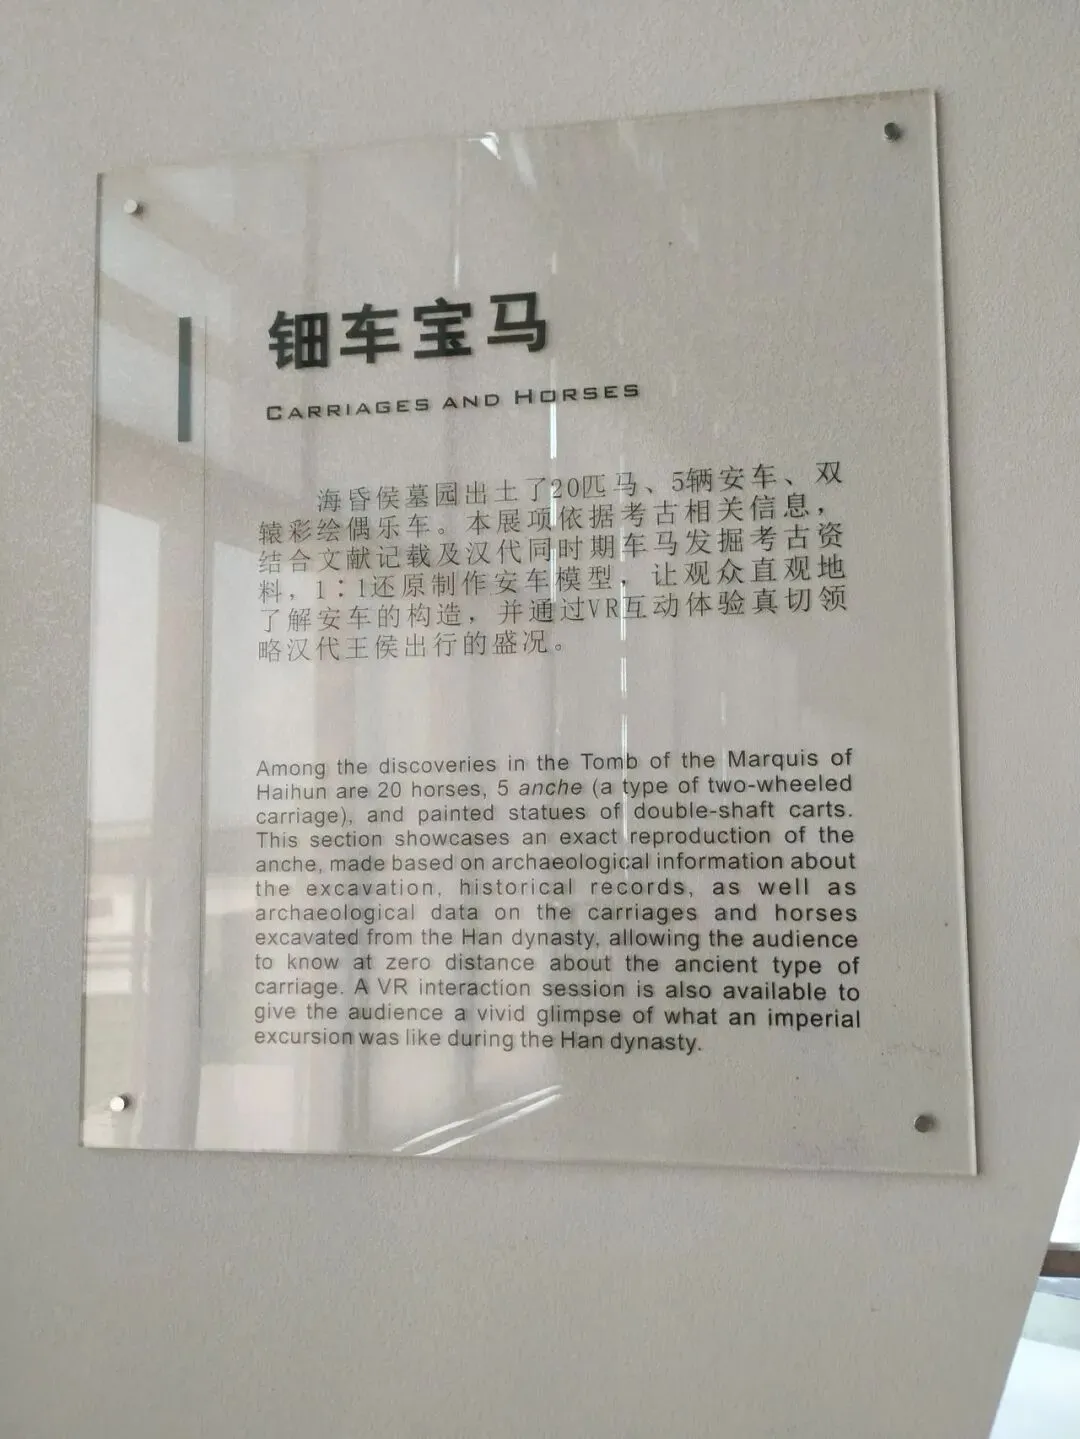 钿车宝马
CARRIAGES AND HORSES
海昏侯墓园出土了20匹马、5辆安车、双
辕彩绘偶乐车。本展项依据考古相关信息，
结合文献记载及汉代同时期车马发掘考古资
料，1：1还原制作安车模型，让观众直观地
了解安车的构造，并通过VR互动体验真切领
略汉代王侯出行的盛况。
Among the discoveries in the Tomb of the Marquis of
Haihun are 20 horses, 5 anche (a type of two-wheeled
carriage), and painted statues of double-shaft carts.
This section showcases an exact reproduction of the
anche, made based on archaeological information about
the excavation, historical records, as well as
archaeological data on the carriages and horses
excavated from the Han dynasty, allowing the audience
to know at zero distance about the ancient type of
carriage. A VR interaction session is also available to
give the audience a vivid glimpse of what an imperial
excursion was like during the Han dynasty.